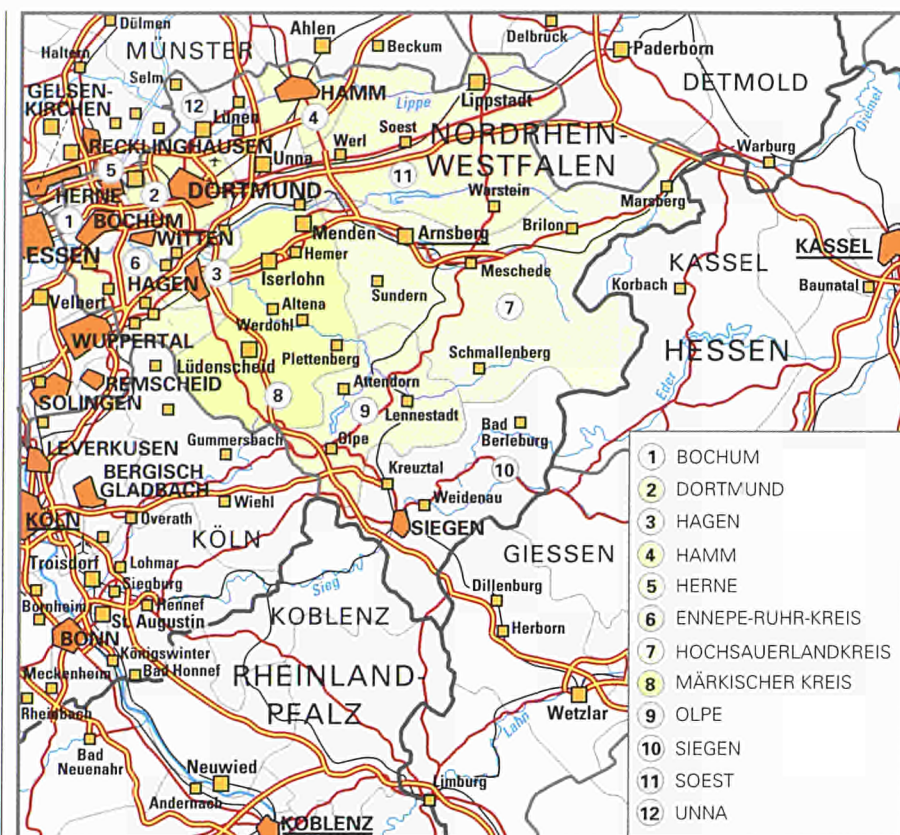 Dülmen
Ahlen
Beckum
Delbrück
Paderborn
Haltern
MÜNSTER
DETMOLD
Selm
GELSEN-
KIRCHEN
12
HAMM
Lippe
Lippstadt
Diemel
Lünen
4
Soest
NORDRHEIN-
WESTFALEN
RECKLINGHAUSEN
Werl
Unna
Warburg
5
2
DORTMUND
11
Warstein
Marsberg
HERNE
1
BOCHUM
WITTEN
Menden
Arnsberg
Brilon
KASSEL
ESSEN
6
Hemer
KASSEL
HAGEN
3
Iserlohn
Meschede
Korbach
Baunatal
Velbert
Altena
Sundern
7
Werdohl
WUPPERTAL
Plettenberg
Schmallenberg
HESSEN
Lüdenscheid
REMSCHEID
Attendorn
Eder
SOLINGEN
8
9
Lennestadt
Gummersbach
Olpe
Bad
Berleburg
LEVERKUSEN
BERGISCH
GLADBACH
Kreuztal
10
Wiehl
Weidenau
KÖLN
Overath
SIEGEN
KÖLN
GIESSEN
Troisdorf
Lohmar
Siegburg
Sieg
Dillenburg
Bornheim
Hennef
St. Augustin
KOBLENZ
Herborn
BONN
Königswinter
Bad Honnef
Meckenheim
RHEINLAND-
PFALZ
Rheinbach
Wetzlar
Lahn
Bad
Neuenahr
Neuwied
Limburg
Andernach
KOBLENZ
1 BOCHUM
2 DORTMUND
3 HAGEN
4 HAMM
5 HERNE
6 ENNEPE-RUHR-KREIS
7 HOCHSAUERLANDKREIS
8 MÄRKISCHER KREIS
9 OLPE
10 SIEGEN
11 SOEST
12 UNNA